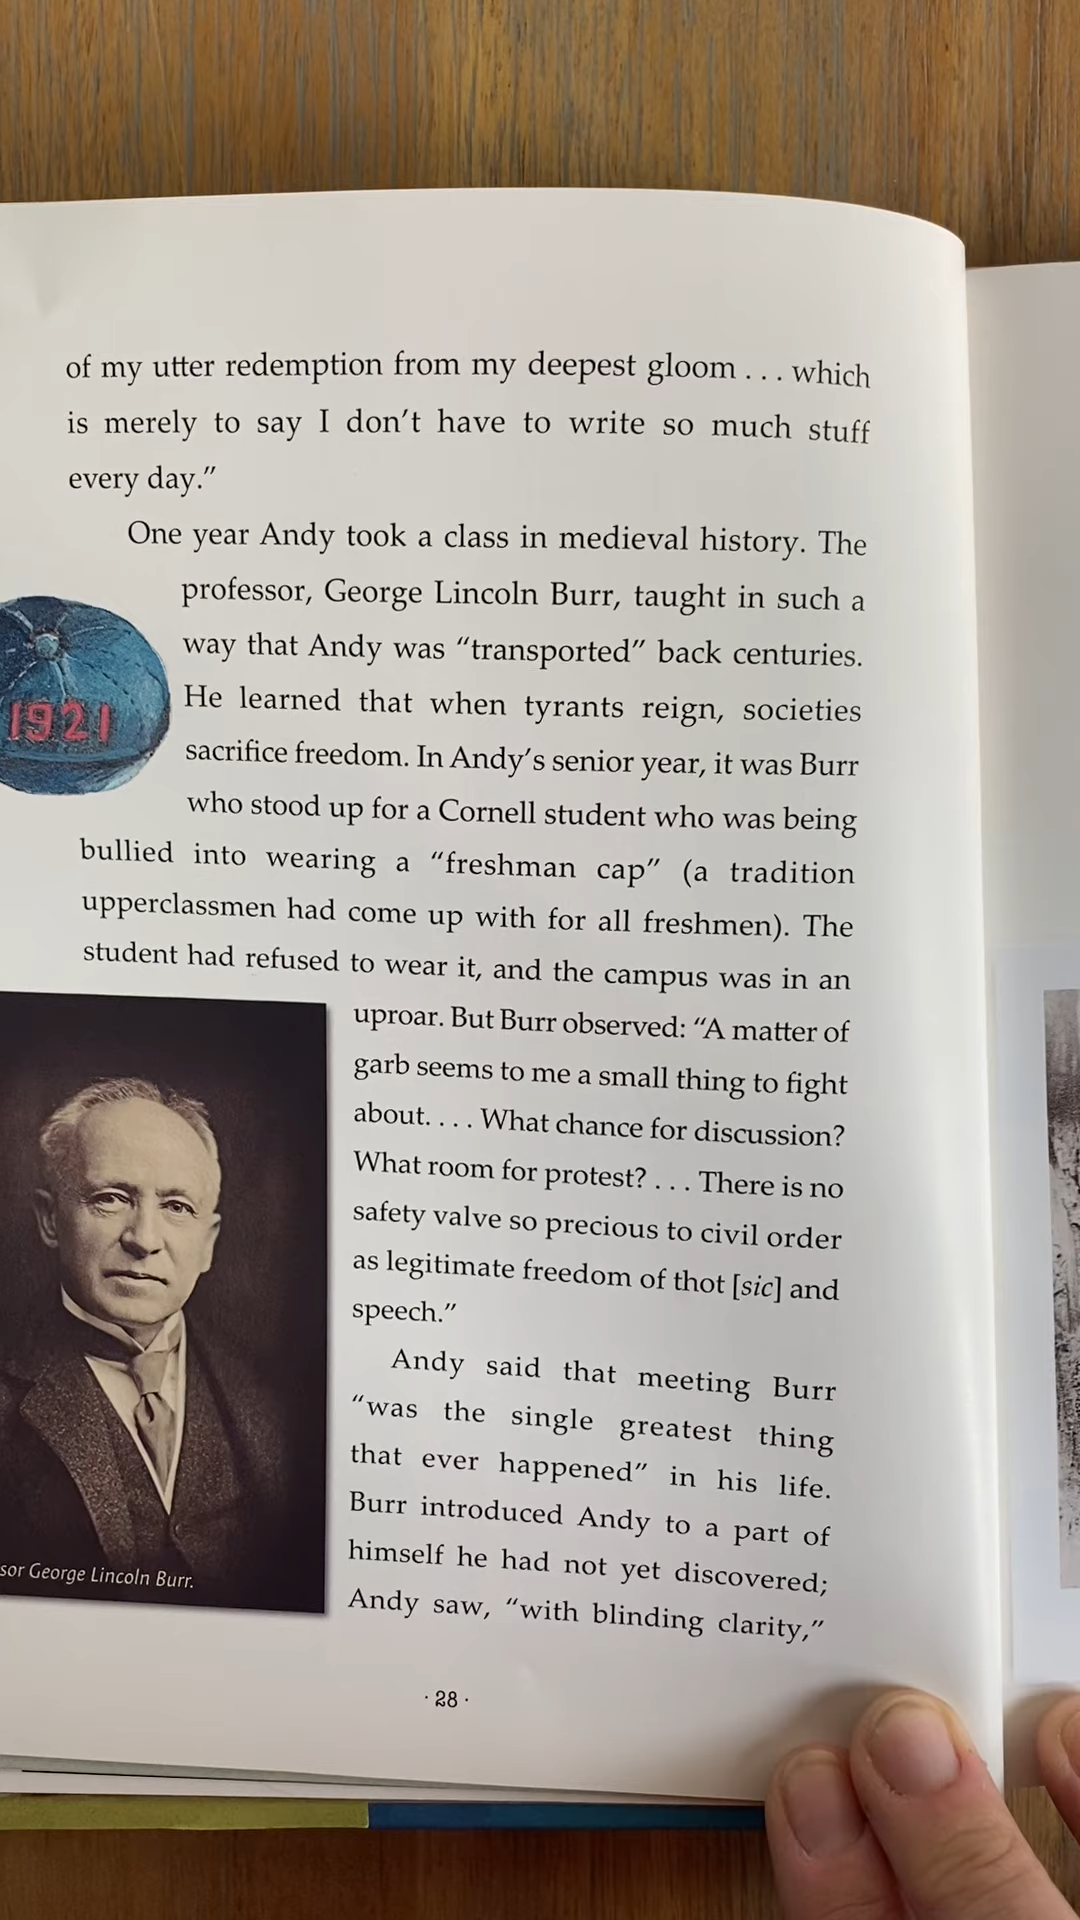 of my utter redemption from my deepest gloom . . . which
is merely to say I don’t have to write so much stuff
every day.”
One year Andy took a class in medieval history. The
professor, George Lincoln Burr, taught in such a
way that Andy was “transported” back centuries.
He learned that when tyrants reign, societies
sacrifice freedom. In Andy’s senior year, it was Burr
who stood up for a Cornell student who was being
bullied into wearing a “freshman cap” (a tradition
upperclassmen had come up with for all freshmen). The
student had refused to wear it, and the campus was in an
uproar. But Burr observed: “A matter of
garb seems to me a small thing to fight
about. . . . What chance for discussion?
What room for protest? . . . There is no
safety valve so precious to civil order
as legitimate freedom of thot [sic] and
speech.”
Andy said that meeting Burr
“was the single greatest thing
that ever happened” in his life.
Burr introduced Andy to a part of
himself he had not yet discovered;
Andy saw, “with blinding clarity,”
1921
sor George Lincoln Burr.
· 28 ·